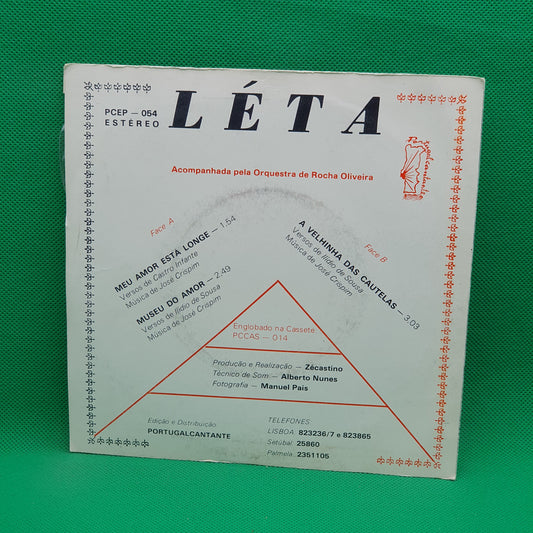 PCEP — 054
ESTÉREO
LÉTA
Acompanhada pela Orquestra de Rocha Oliveira
Face A
MEU AMOR ESTÁ LONGE — 1,54
Versos de Castro Infante
Música de José Crispim
MUSEU DO AMOR — 2,49
Versos de Ilídio de Sousa
Música de José Crispim
Face B
A VELHINHA DAS CAUTELAS — 3,03
Versos de Ilídio de Sousa
Música de José Crispim
Englobado na Cassete:
PCCAS — 014
Produção e Realização — Zécastino
Técnico de Som — Alberto Nunes
Fotografia — Manuel Pais
Edição e Distribuição:
PORTUGALCANTANTE
TELEFONES:
LISBOA: 823236/7 e 823865
Setúbal: 25860
Palmela: 2351105